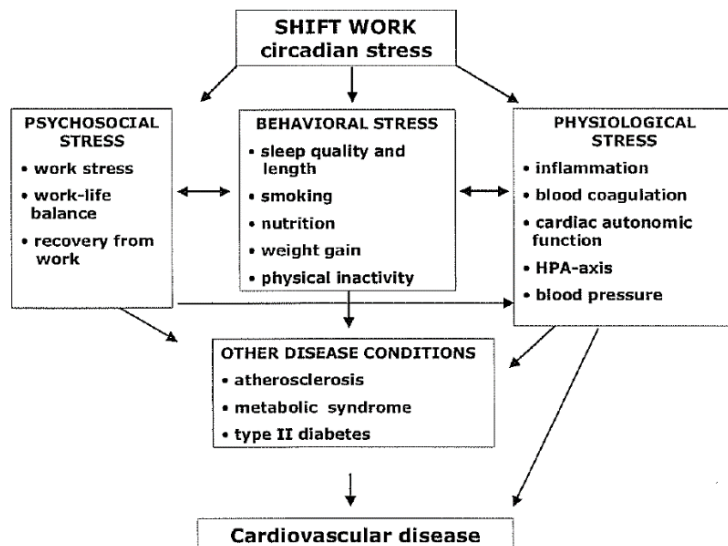 SHIFT WORK
circadian stress
PSYCHOSOCIAL
STRESS
• work stress
• work-life
balance
• recovery from
work
BEHAVIORAL STRESS
• sleep quality and
length
• smoking
• nutrition
• weight gain
• physical inactivity
PHYSIOLOGICAL
STRESS
• inflammation
• blood coagulation
• cardiac autonomic
function
• HPA-axis
• blood pressure
OTHER DISEASE CONDITIONS
• atherosclerosis
• metabolic syndrome
• type II diabetes
Cardiovascular disease